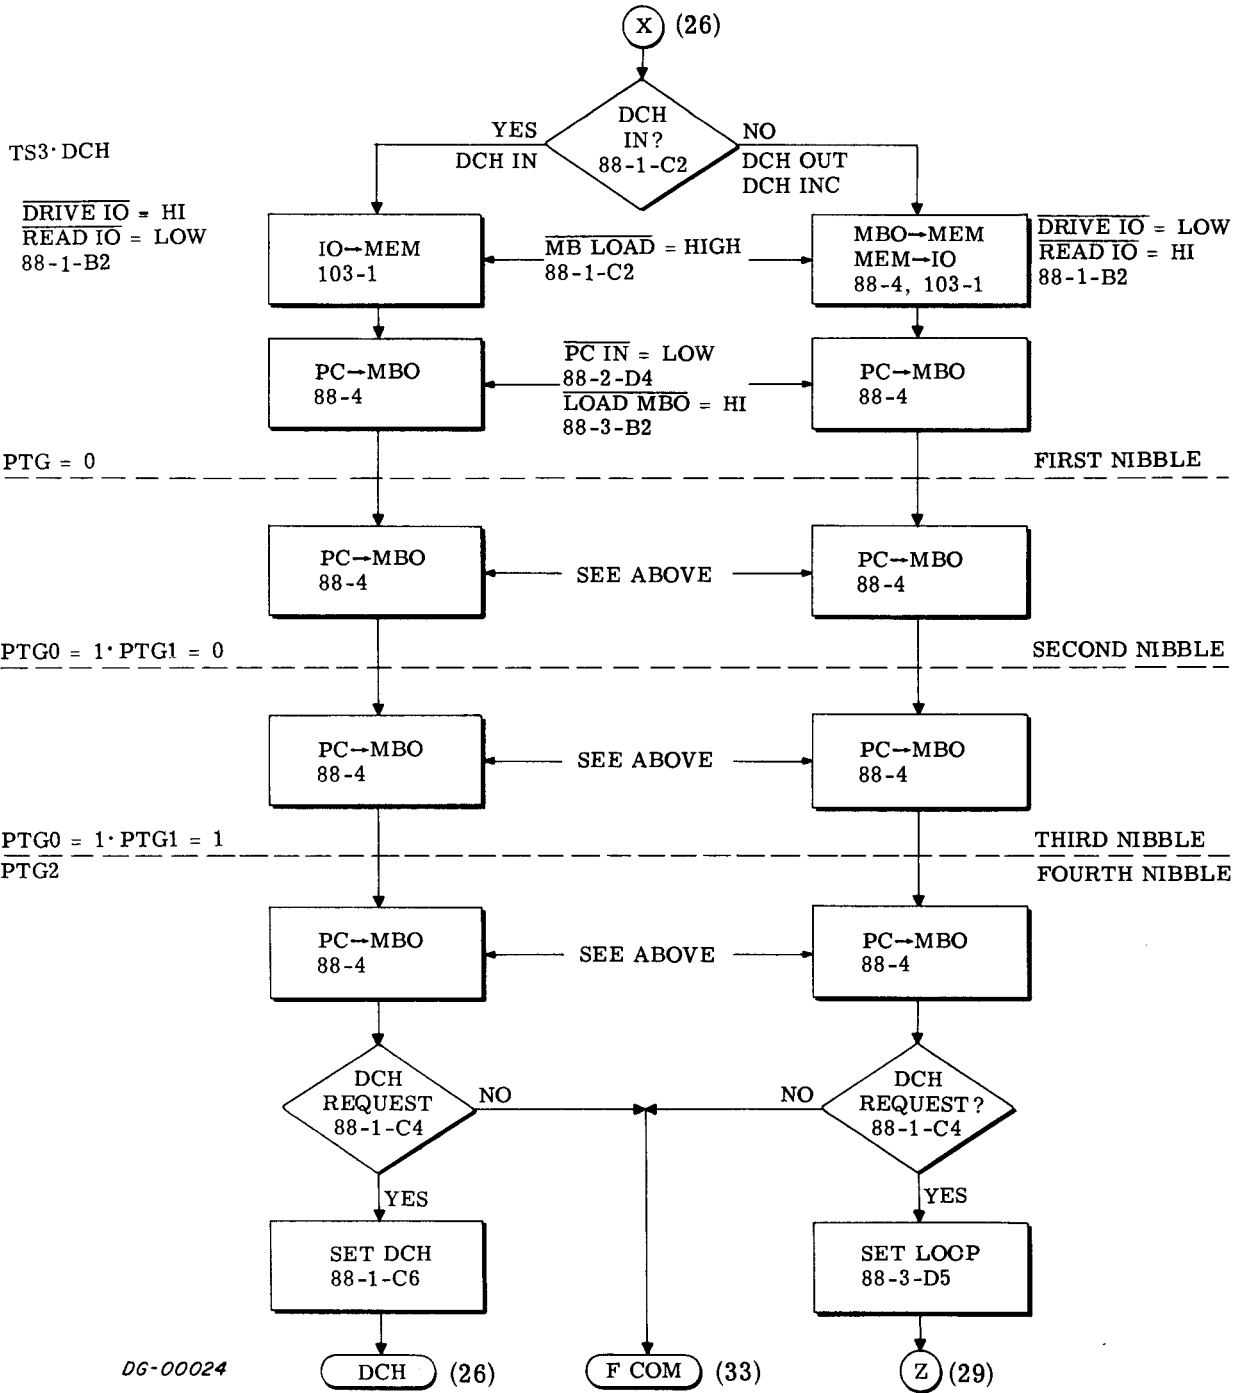 X (26)
DCH
IN?
88-1-C2
YES
DCH IN
NO
DCH OUT
DCH INC
TS3·DCH
DRIVE IO = HI
READ IO = LOW
88-1-B2
IO→MEM
103-1
MB LOAD = HIGH
88-1-C2
MBO→MEM
MEM→IO
88-4, 103-1
DRIVE IO = LOW
READ IO = HI
88-1-B2
PC→MBO
88-4
PC IN = LOW
88-2-D4
LOAD MBO = HI
88-3-B2
PC→MBO
88-4
PTG = 0
FIRST NIBBLE
PC→MBO
88-4
SEE ABOVE
PC→MBO
88-4
PTG0 = 1·PTG1 = 0
SECOND NIBBLE
PC→MBO
88-4
SEE ABOVE
PC→MBO
88-4
PTG0 = 1·PTG1 = 1
THIRD NIBBLE
PTG2
FOURTH NIBBLE
PC→MBO
88-4
SEE ABOVE
PC→MBO
88-4
DCH
REQUEST
88-1-C4
NO
NO
DCH
REQUEST?
88-1-C4
YES
YES
SET DCH
88-1-C6
SET LOOP
88-3-D5
DG-00024
DCH (26)
F COM (33)
Z (29)